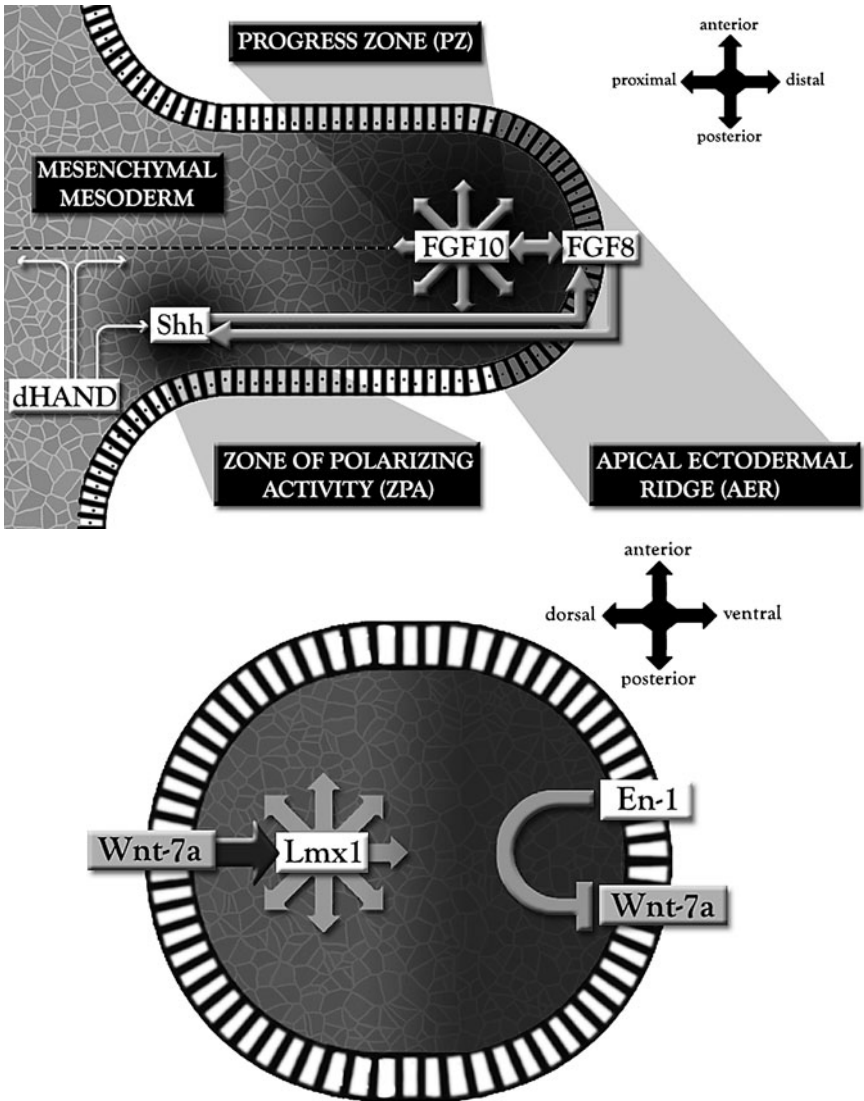 PROGRESS ZONE (PZ)
anterior
proximal
distal
posterior
MESENCHYMAL
MESODERM
FGF10
FGF8
Shh
dHAND
ZONE OF POLARIZING
ACTIVITY (ZPA)
APICAL ECTODERMAL
RIDGE (AER)
anterior
dorsal
ventral
posterior
En-1
Wnt-7a
Lmx1
Wnt-7a